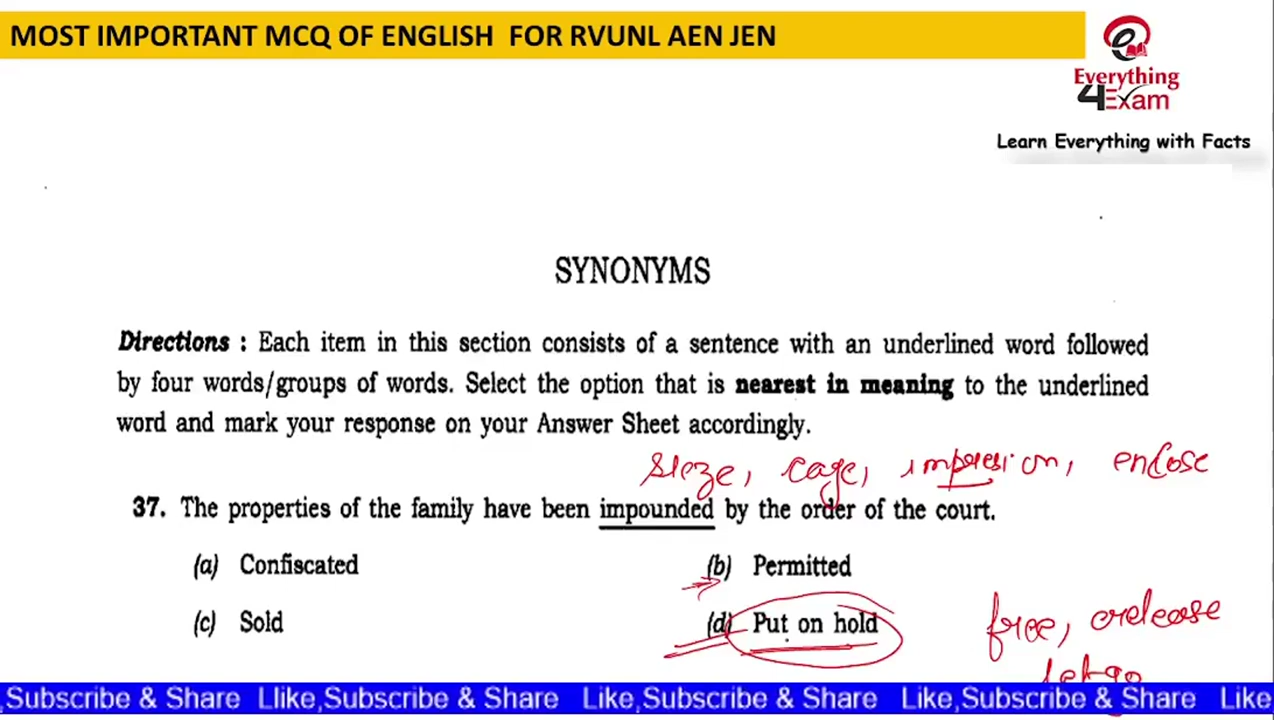 MOST IMPORTANT MCQ OF ENGLISH FOR RVUNL AEN JEN
e
Everything
4Exam
Learn Everything with Facts
SYNONYMS
Directions : Each item in this section consists of a sentence with an underlined word followed
by four words/groups of words. Select the option that is nearest in meaning to the underlined
word and mark your response on your Answer Sheet accordingly.
sieze, cage, impression, enclose
37. The properties of the family have been impounded by the order of the court.
(a) Confiscated (b) Permitted
(c) Sold (d) Put on hold
free, release
let go
,Subscribe & Share Llike,Subscribe & Share Like,Subscribe & Share Like,Subscribe & Share Like